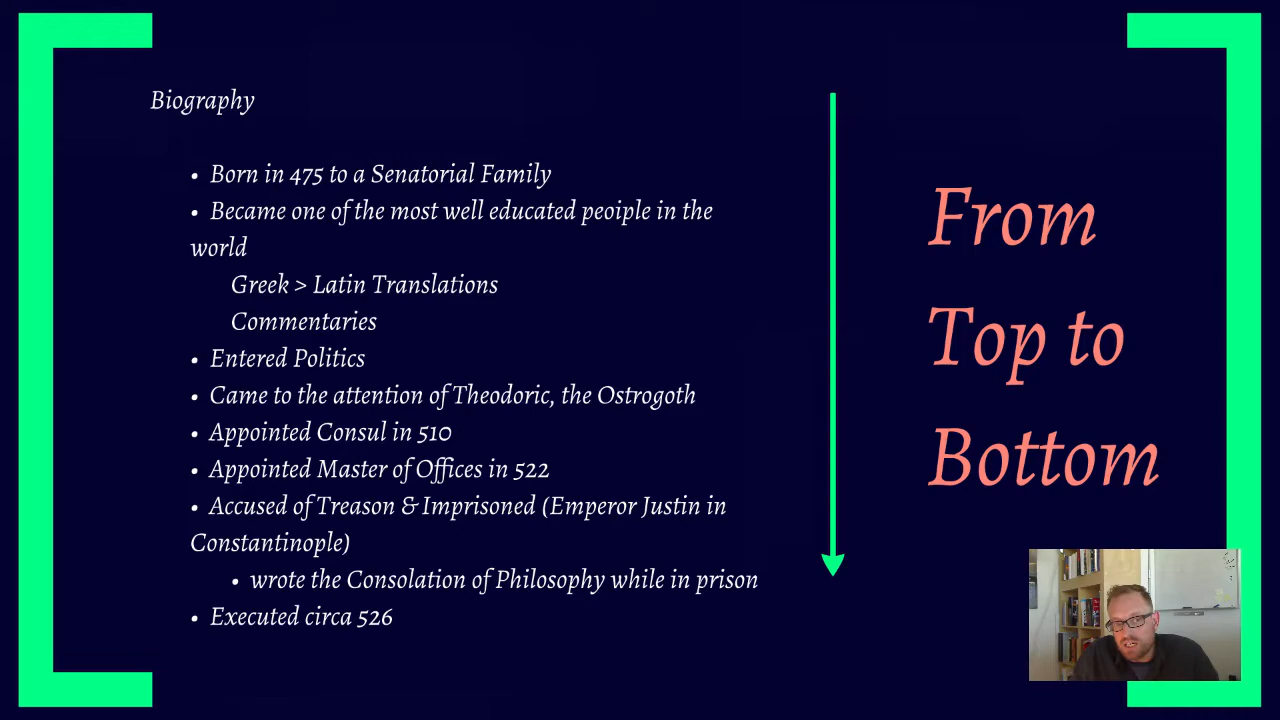 Biography
• Born in 475 to a Senatorial Family
• Became one of the most well educated peoiple in the
world
Greek > Latin Translations
Commentaries
• Entered Politics
• Came to the attention of Theodoric, the Ostrogoth
• Appointed Consul in 510
• Appointed Master of Offices in 522
• Accused of Treason & Imprisoned (Emperor Justin in
Constantinople)
• wrote the Consolation of Philosophy while in prison
• Executed circa 526
From
Top to
Bottom